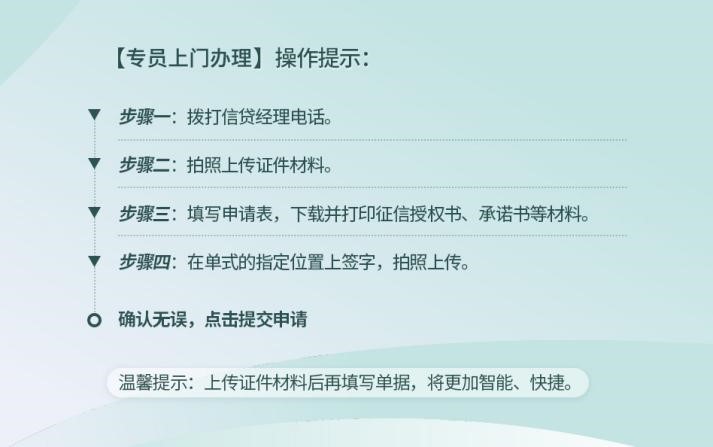 【专员上门办理】操作提示：
步骤一：拨打信贷经理电话。
步骤二：拍照上传证件材料。
步骤三：填写申请表，下载并打印征信授权书、承诺书等材料。
步骤四：在单式的指定位置上签字，拍照上传。
确认无误，点击提交申请
温馨提示：上传证件材料后再填写单据，将更加智能、快捷。